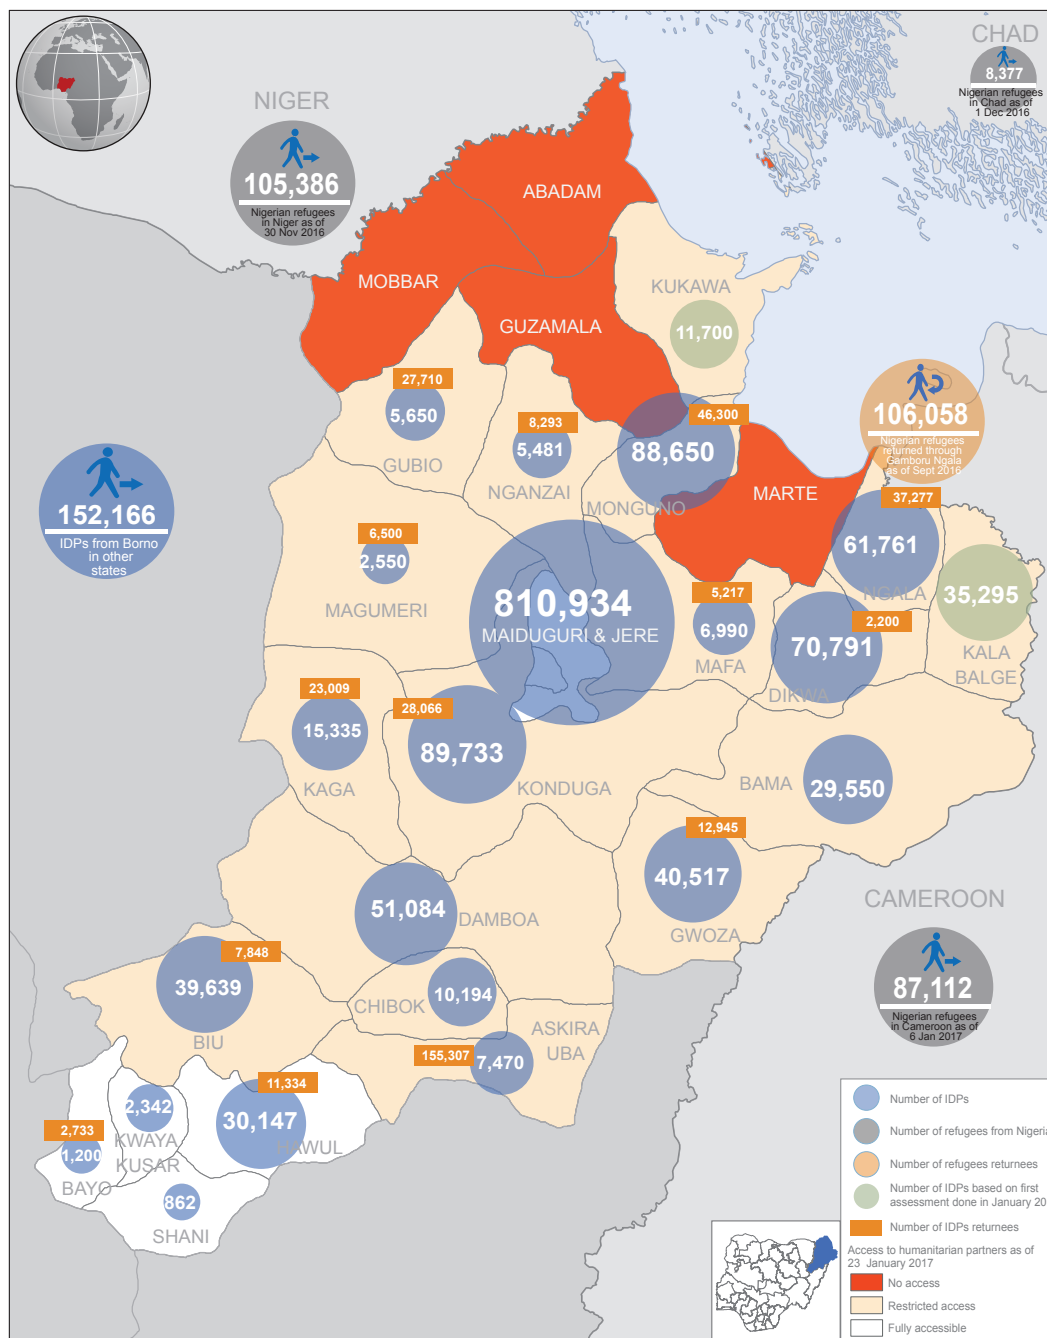 CHAD
8,377
Nigerian refugees
in Chad as of
1 Dec 2016
NIGER
105,386
Nigerian refugees
in Niger as of
30 Nov 2016
ABADAM
MOBBAR
GUZAMALA
KUKAWA
11,700
27,710
5,650
GUBIO
8,293
5,481
NGANZAI
46,300
88,650
MONGUNO
MARTE
106,058
Nigerian refugees
returned through
Gamboru Ngala
as of Sept 2016
152,166
IDPs from Borno
in other
states
37,277
61,761
NGALA
6,500
2,550
MAGUMERI
810,934
MAIDUGURI & JERE
5,217
6,990
MAFA
2,200
70,791
DIKWA
35,295
KALA
BALGE
23,009
15,335
KAGA
28,066
89,733
KONDUGA
BAMA
29,550
12,945
40,517
GWOZA
51,084
DAMBOA
CAMEROON
87,112
Nigerian refugees
in Cameroon as of
6 Jan 2017
7,848
39,639
BIU
CHIBOK
10,194
ASKIRA
UBA
155,307
7,470
11,334
30,147
HAWUL
2,342
KWAYA
KUSAR
2,733
1,200
BAYO
862
SHANI
Number of IDPs
Number of refugees from Nigeria
Number of refugees returnees
Number of IDPs based on first
assessment done in January 20
Number of IDPs returnees
Access to humanitarian partners as of
23 January 2017
No access
Restricted access
Fully accessible